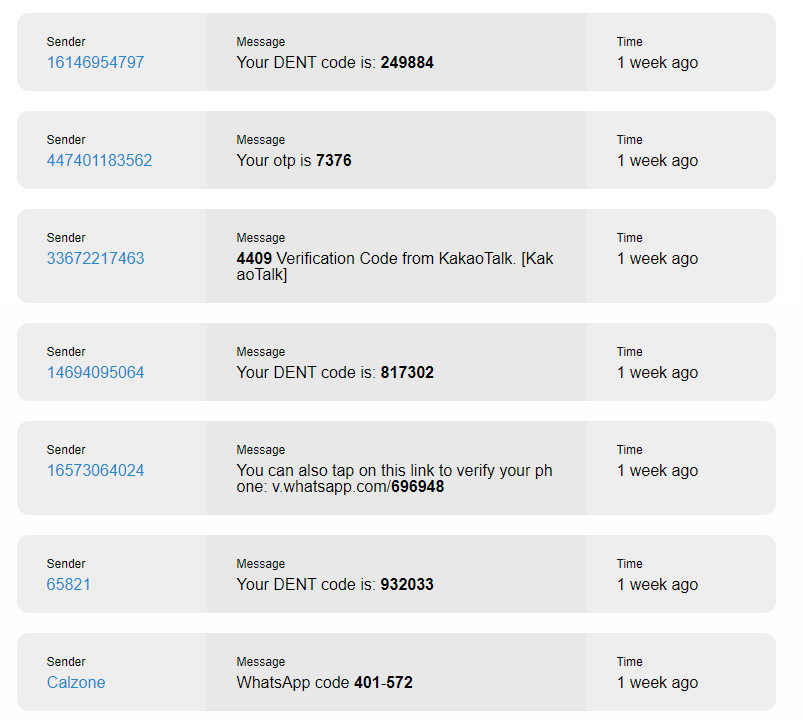 Sender Message Time
16146954797 Your DENT code is: 249884 1 week ago
Sender Message Time
447401183562 Your otp is 7376 1 week ago
Sender Message Time
33672217463 4409 Verification Code from KakaoTalk. [Kak 1 week ago
aoTalk]
Sender Message Time
14694095064 Your DENT code is: 817302 1 week ago
Sender Message Time
16573064024 You can also tap on this link to verify your ph 1 week ago
one: v.whatsapp.com/696948
Sender Message Time
65821 Your DENT code is: 932033 1 week ago
Sender Message Time
Calzone WhatsApp code 401-572 1 week ago